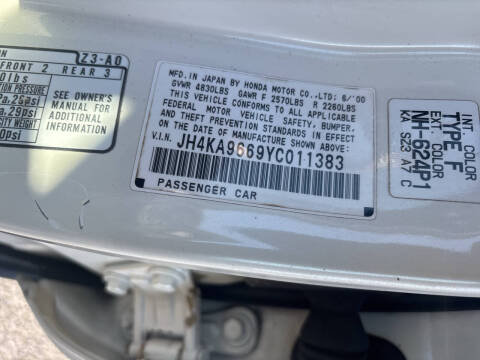 Z3-A0
FRONT 2 REAR 3
SEE OWNER'S
MANUAL FOR
ADDITIONAL
INFORMATION
MFD. IN JAPAN BY HONDA MOTOR CO.,LTD: 6/'00
GVWR 4830LBS GAWR F 2570LBS R 2260LBS
THIS VEHICLE CONFORMS TO ALL APPLICABLE
FEDERAL MOTOR VEHICLE SAFETY, BUMPER,
AND THEFT PREVENTION STANDARDS IN EFFECT
ON THE DATE OF MANUFACTURE SHOWN ABOVE:
V.I.N. JH4KA9669YC011383
PASSENGER CAR
INT. COLOR
TYPE F
EXT. COLOR
NH-624P1
KA SZ3 A7 C